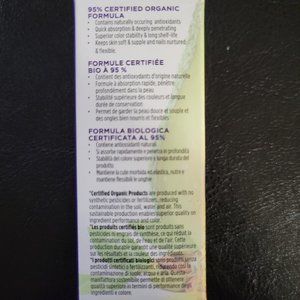 95% CERTIFIED ORGANIC
FORMULA
• Contains naturally occuring antioxidants
• Quick absorption & deeply penetrating
• Superior color stability & long shelf-life
• Keeps skin soft & supple and nails nurtured
& flexible.
FORMULE CERTIFIÉE
BIO À 95 %
• Contient des antioxydants d'origine naturelle
• Formule à absorption rapide, pénètre
profondément dans la peau
• Stabilité supérieure des couleurs et longue
durée de conservation
• Permet de garder la peau douce et souple et
des ongles bien nourris et flexibles
FORMULA BIOLOGICA
CERTIFICATA AL 95%
• Contiene antiossidanti naturali
• Si assorbe rapidamente e penetra in profondità
• Stabilità del colore superiore e lunga durata del
prodotto
• Mantiene la cute morbida ed elastica, nutre e
mantiene flessibili le unghie
*Certified Organic Products are produced with no
synthetic pesticides or fertilizers, reducing
contamination in the soil, water and air. This
sustainable production enables superior quality on
ingredient performance and color.
*Les produits certifiés bio sont produits sans
pesticides ni engrais de synthèse, ce qui réduit la
contamination du sol, de l'eau et de l'air. Cette
production durable garantit une qualité supérieure
en termes de performance des ingrédients et de
couleur.
*I prodotti certificati biologici sono prodotti senza
pesticidi sintetici o fertilizzanti, riducendo così la
contaminazione di suolo, acqua e aria. Questa
manifattura sostenibile permette di offrire
qualità superiore in termini di performance degli
ingredienti e colore.